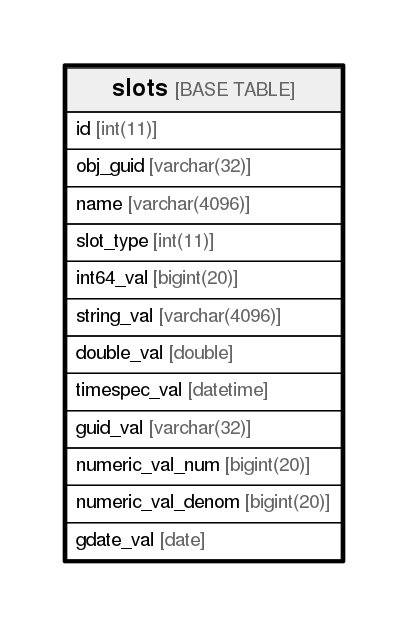 slots [BASE TABLE]
id [int(11)]
obj_guid [varchar(32)]
name [varchar(4096)]
slot_type [int(11)]
int64_val [bigint(20)]
string_val [varchar(4096)]
double_val [double]
timespec_val [datetime]
guid_val [varchar(32)]
numeric_val_num [bigint(20)]
numeric_val_denom [bigint(20)]
gdate_val [date]